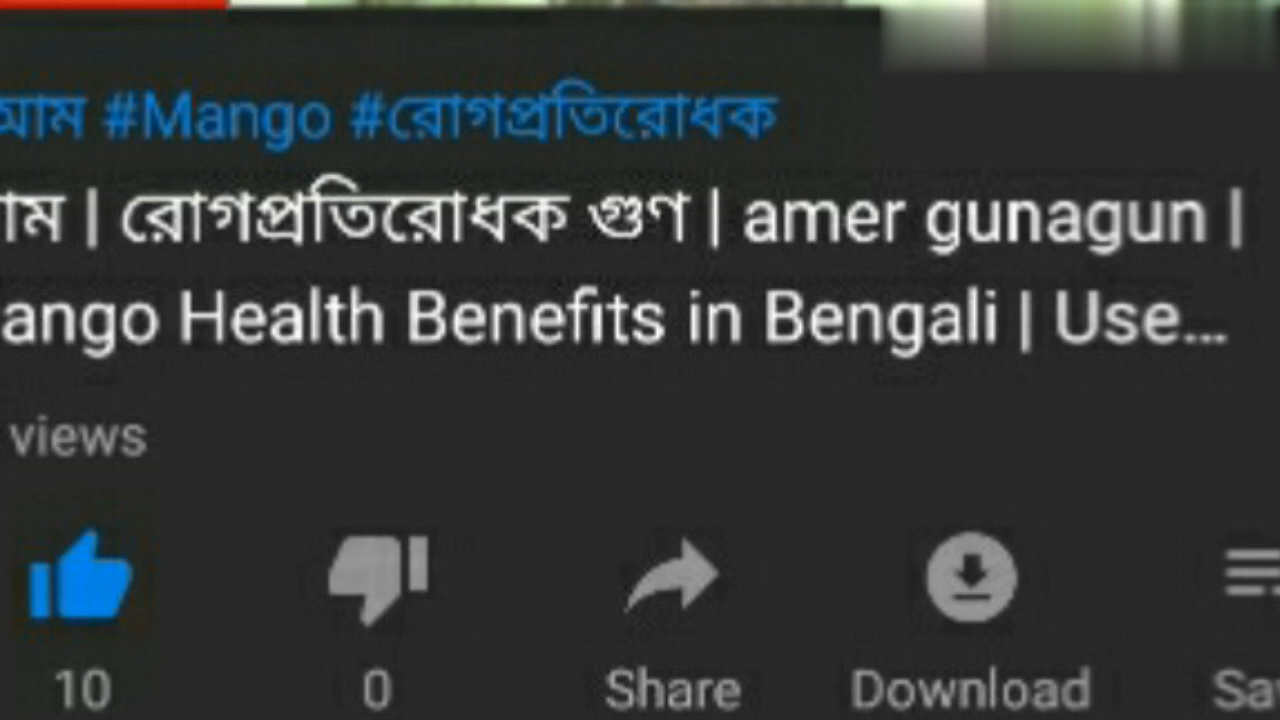 আম #Mango #রোগপ্রতিরোধক
াম | রোগপ্রতিরোধক গুণ | amer gunagun |
ango Health Benefits in Bengali | Use...
views
10 0 Share Download Sav